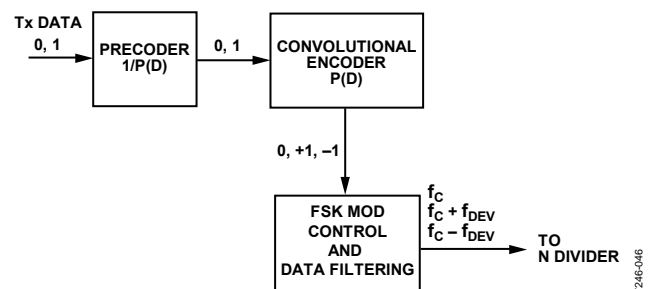 Tx DATA
0, 1
PRECODER
1/P(D)
0, 1
CONVOLUTIONAL
ENCODER
P(D)
0, +1, –1
FSK MOD
CONTROL
AND
DATA FILTERING
fC
fC + fDEV
fC – fDEV
TO
N DIVIDER
246-046